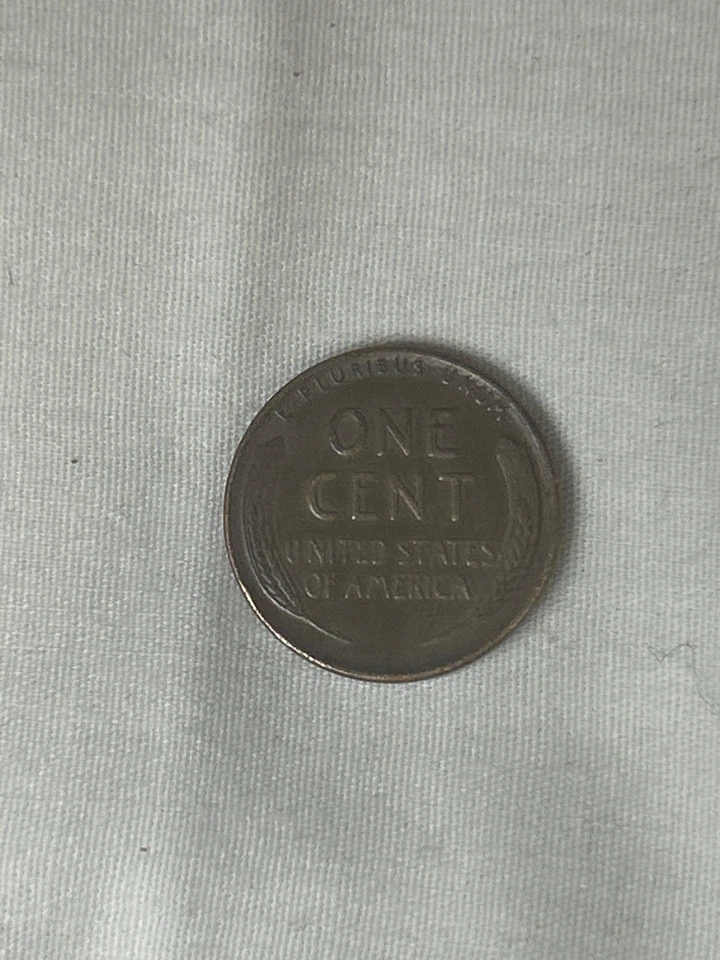 E PLURIBUS UNUM
ONE
CENT
UNITED STATES
OF AMERICA